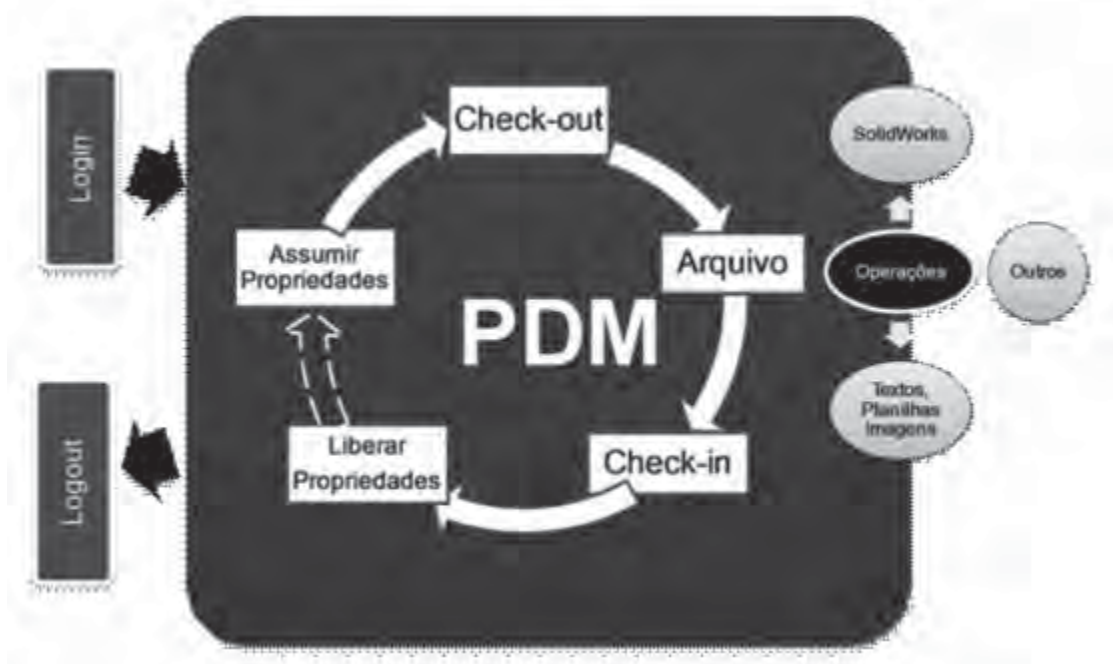 Login
Logout
Check-out
Arquivo
Check-in
Liberar
Propriedades
Assumir
Propriedades
PDM
SolidWorks
Operações
Outros
Textos,
Planilhas
Imagens